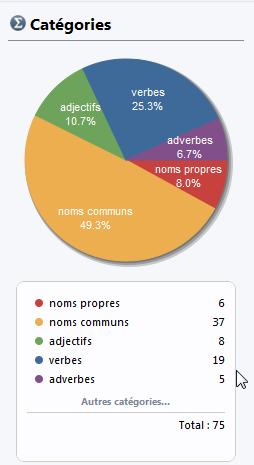 Catégories
verbes
25.3%
adjectifs
10.7%
adverbes
6.7%
noms propres
8.0%
noms communs
49.3%
noms propres 6
noms communs 37
adjectifs 8
verbes 19
adverbes 5
Autres catégories...
Total : 75